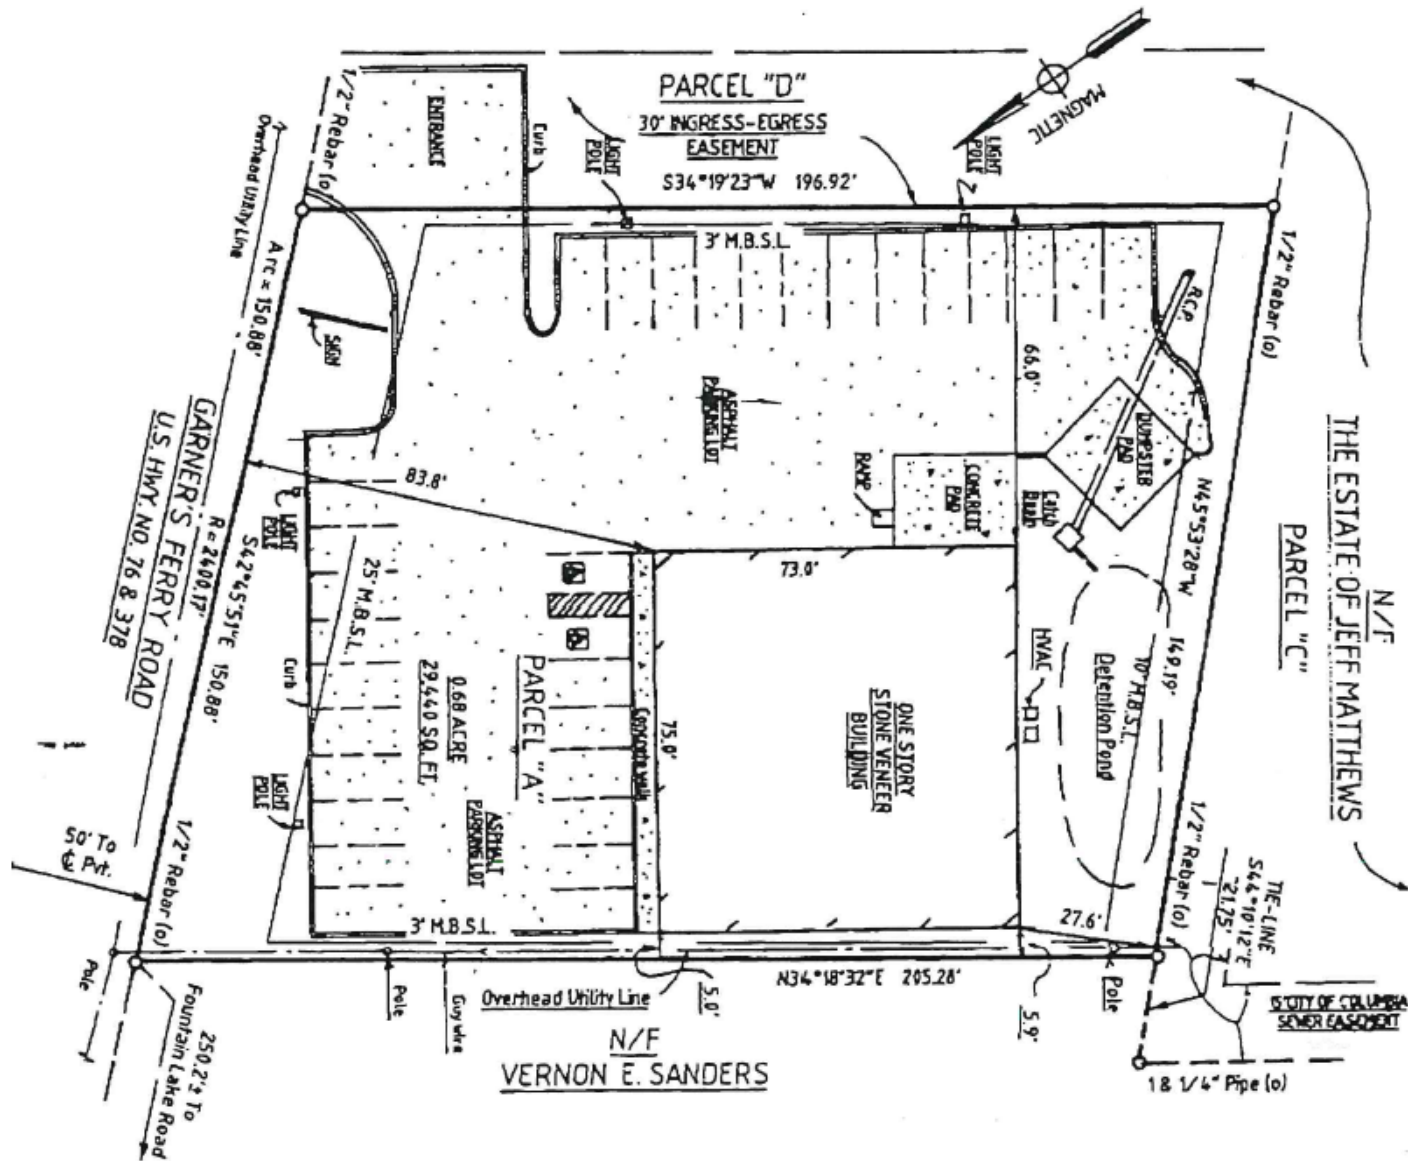 PARCEL "D"
30' INGRESS-EGRESS
EASEMENT
S34°19'23"W 196.92'
MAGNETIC
1/2" Rebar (o)
Overhead Utility Line
ENTRANCE
Curb
LIGHT
POLE
LIGHT
POLE
3' M.B.S.L.
1/2" Rebar (o)
R.C.P.
Arc = 150.88'
SIGN
66.0'
ASPHALT
PARKING LOT
DUMPSTER
PAD
RAMP
CONCRETE
PAD
Catch
Basin
N45°53'28"W 149.19'
THE ESTATE OF JEFF MATTHEWS
N/F
PARCEL "C"
GARNER'S FERRY ROAD
U.S. HWY NO. 76 & 378
R= 2400.17'
S42°45'51"E 150.88'
83.8'
LIGHT
POLE
25' M.B.S.L.
73.0'
HVAC
10' M.B.S.L.
Detention Pond
Curb
PARCEL "A"
0.68 ACRE
29,440 SQ. FT.
Concrete walk
75.0'
ONE STORY
STONE VENEER
BUILDING
LIGHT
POLE
ASPHALT
PARKING LOT
50' To
℄ Pvt.
1/2" Rebar (o)
1/2" Rebar (o)
TIE-LINE
S44°10'12"E
21.75'
3' M.B.S.L.
27.6'
Pole
Pole
Guy wire
Overhead Utility Line
5.0'
N34°18'32"E 205.28'
5.9'
Pole
15' CITY OF COLUMBIA
SEWER EASEMENT
N/F
VERNON E. SANDERS
1 & 1/4" Pipe (o)
250.2'± To
Fountain Lake Road